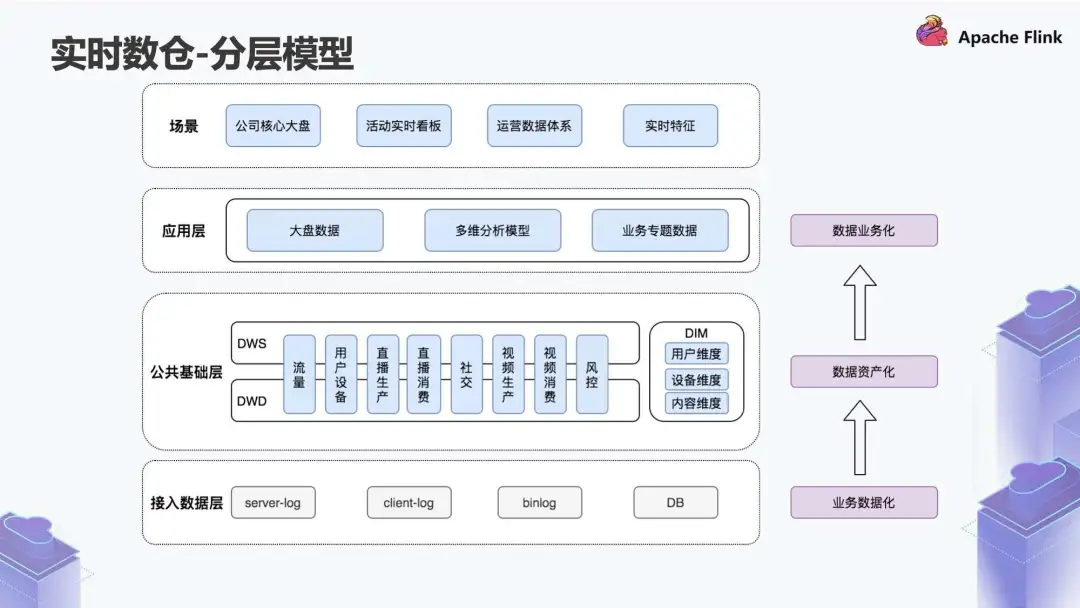 实时数仓-分层模型
Apache Flink
场景
公司核心大盘
活动实时看板
运营数据体系
实时特征
应用层
大盘数据
多维分析模型
业务专题数据
数据业务化
公共基础层
DWS
DWD
流量
用户设备
直播生产
直播消费
社交
视频生产
视频消费
风控
DIM
用户维度
设备维度
内容维度
数据资产化
接入数据层
server-log
client-log
binlog
DB
业务数据化